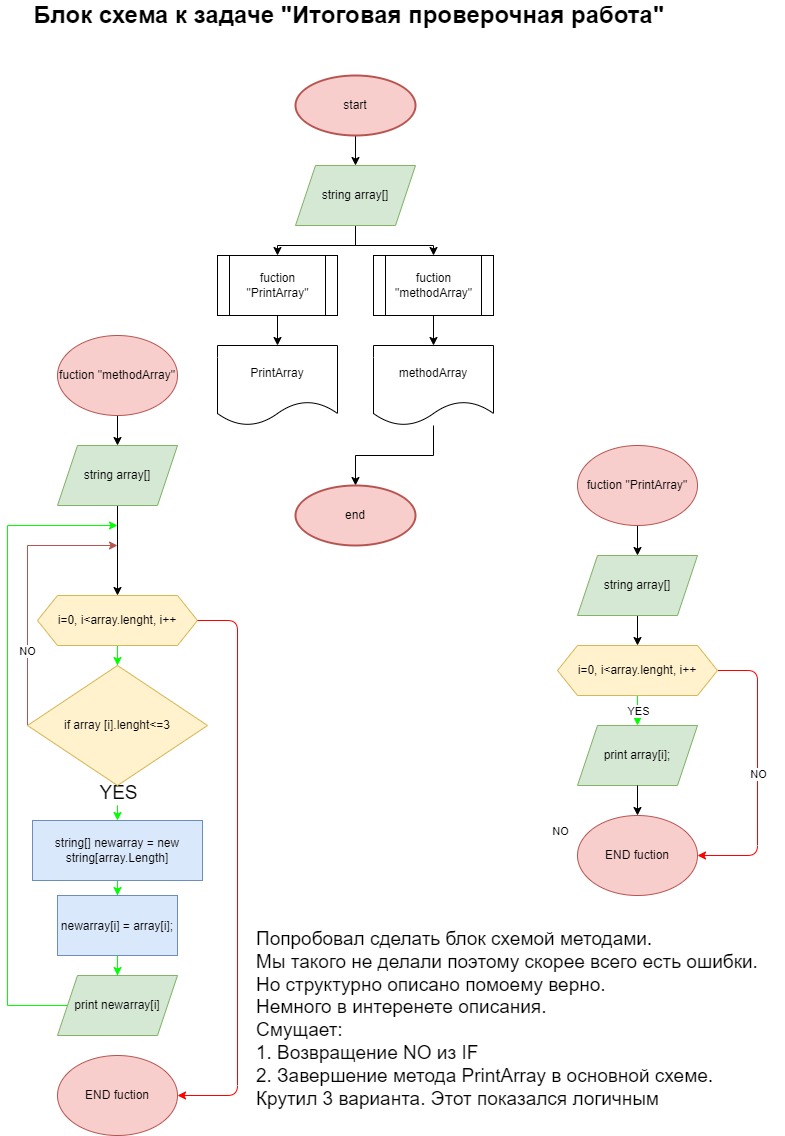 Блок схема к задаче "Итоговая проверочная работа"
start
string array[]
fuction
"PrintArray"
fuction
"methodArray"
PrintArray
methodArray
end
fuction "methodArray"
string array[]
i=0, i<array.lenght, i++
NO
if array [i].lenght<=3
YES
string[] newarray = new
string[array.Length]
newarray[i] = array[i];
print newarray[i]
END fuction
fuction "PrintArray"
string array[]
i=0, i<array.lenght, i++
YES
print array[i];
NO
NO
END fuction
Попробовал сделать блок схемой методами.
Мы такого не делали поэтому скорее всего есть ошибки.
Но структурно описано помоему верно.
Немного в интеренете описания.
Смущает:
1. Возвращение NO из IF
2. Завершение метода PrintArray в основной схеме.
Крутил 3 варианта. Этот показался логичным